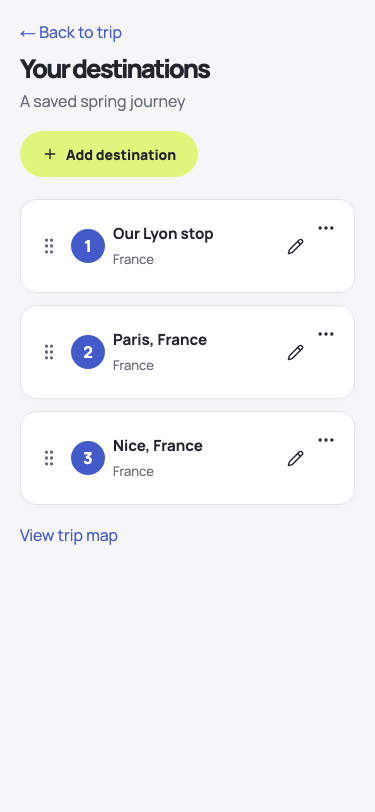 ← Back to trip
Your destinations
A saved spring journey
+ Add destination
1 Our Lyon stop
France
2 Paris, France
France
3 Nice, France
France
View trip map